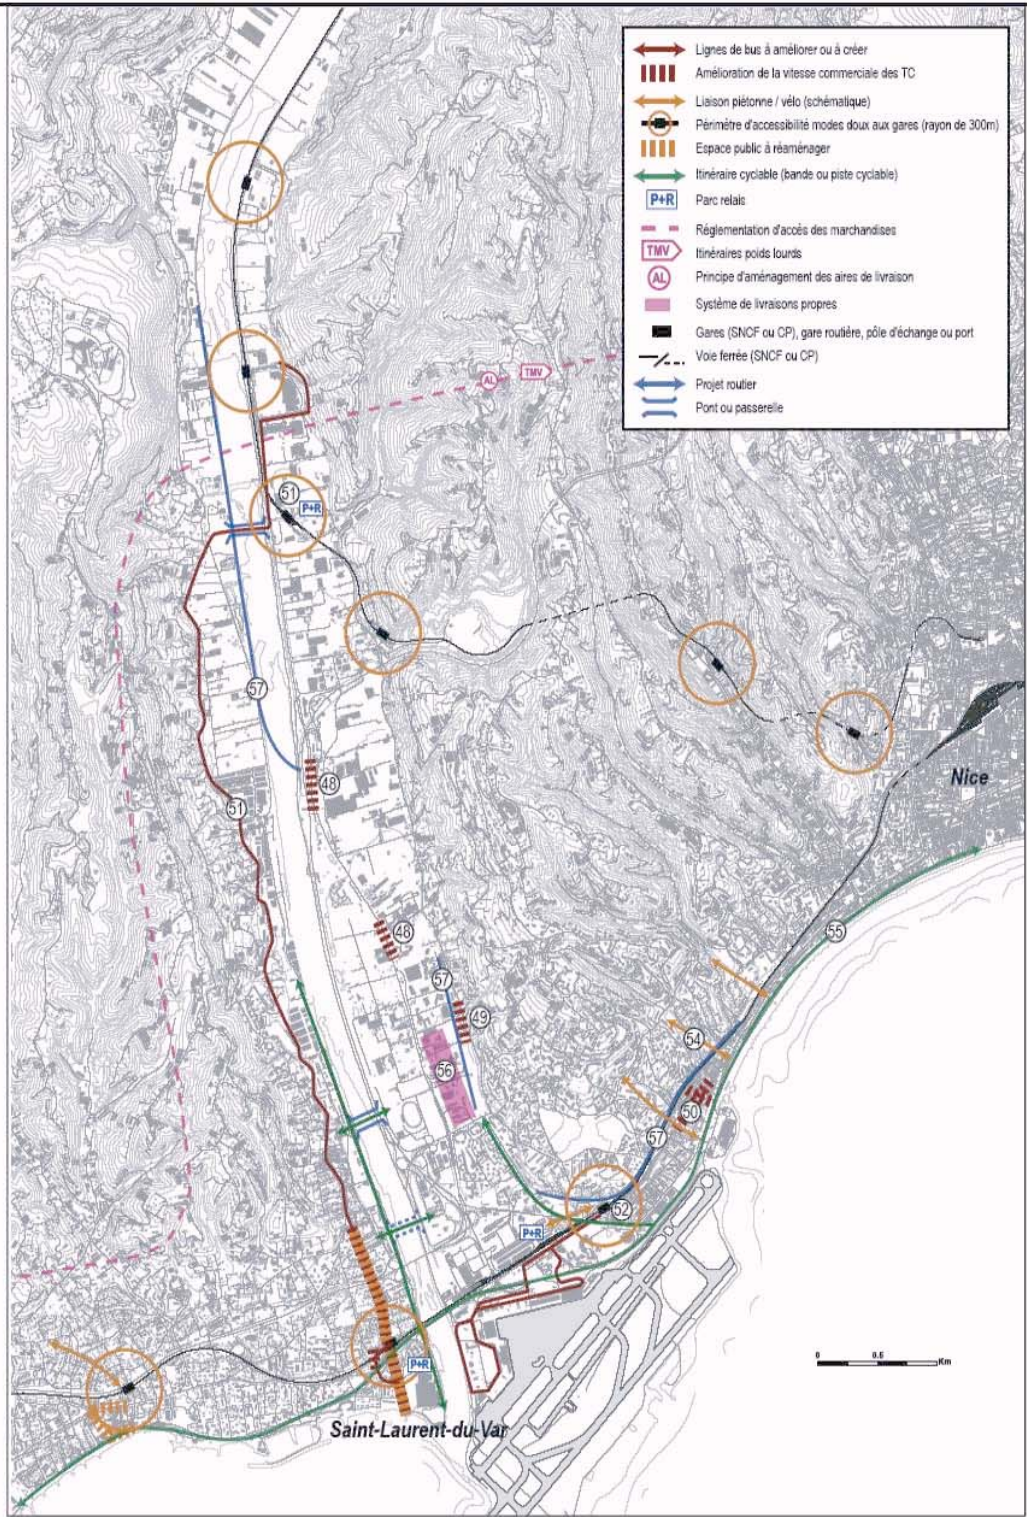 Lignes de bus à améliorer ou à créer
Amélioration de la vitesse commerciale des TC
Liaison piétonne / vélo (schématique)
Périmètre d'accessibilité modes doux aux gares (rayon de 300m)
Espace public à réaménager
Itinéraire cyclable (bande ou piste cyclable)
P+R Parc relais
Réglementation d'accès des marchandises
TMV Itinéraires poids lourds
AL Principe d'aménagement des aires de livraison
Système de livraisons propres
Gares (SNCF ou CP), gare routière, pôle d'échange ou port
Voie ferrée (SNCF ou CP)
Projet routier
Pont ou passerelle
AL TMV
51
P+R
57
48
Nice
51
48
55
57
49
54
56
50
57
52
P+R
P+R
0 0.5 Km
Saint-Laurent-du-Var